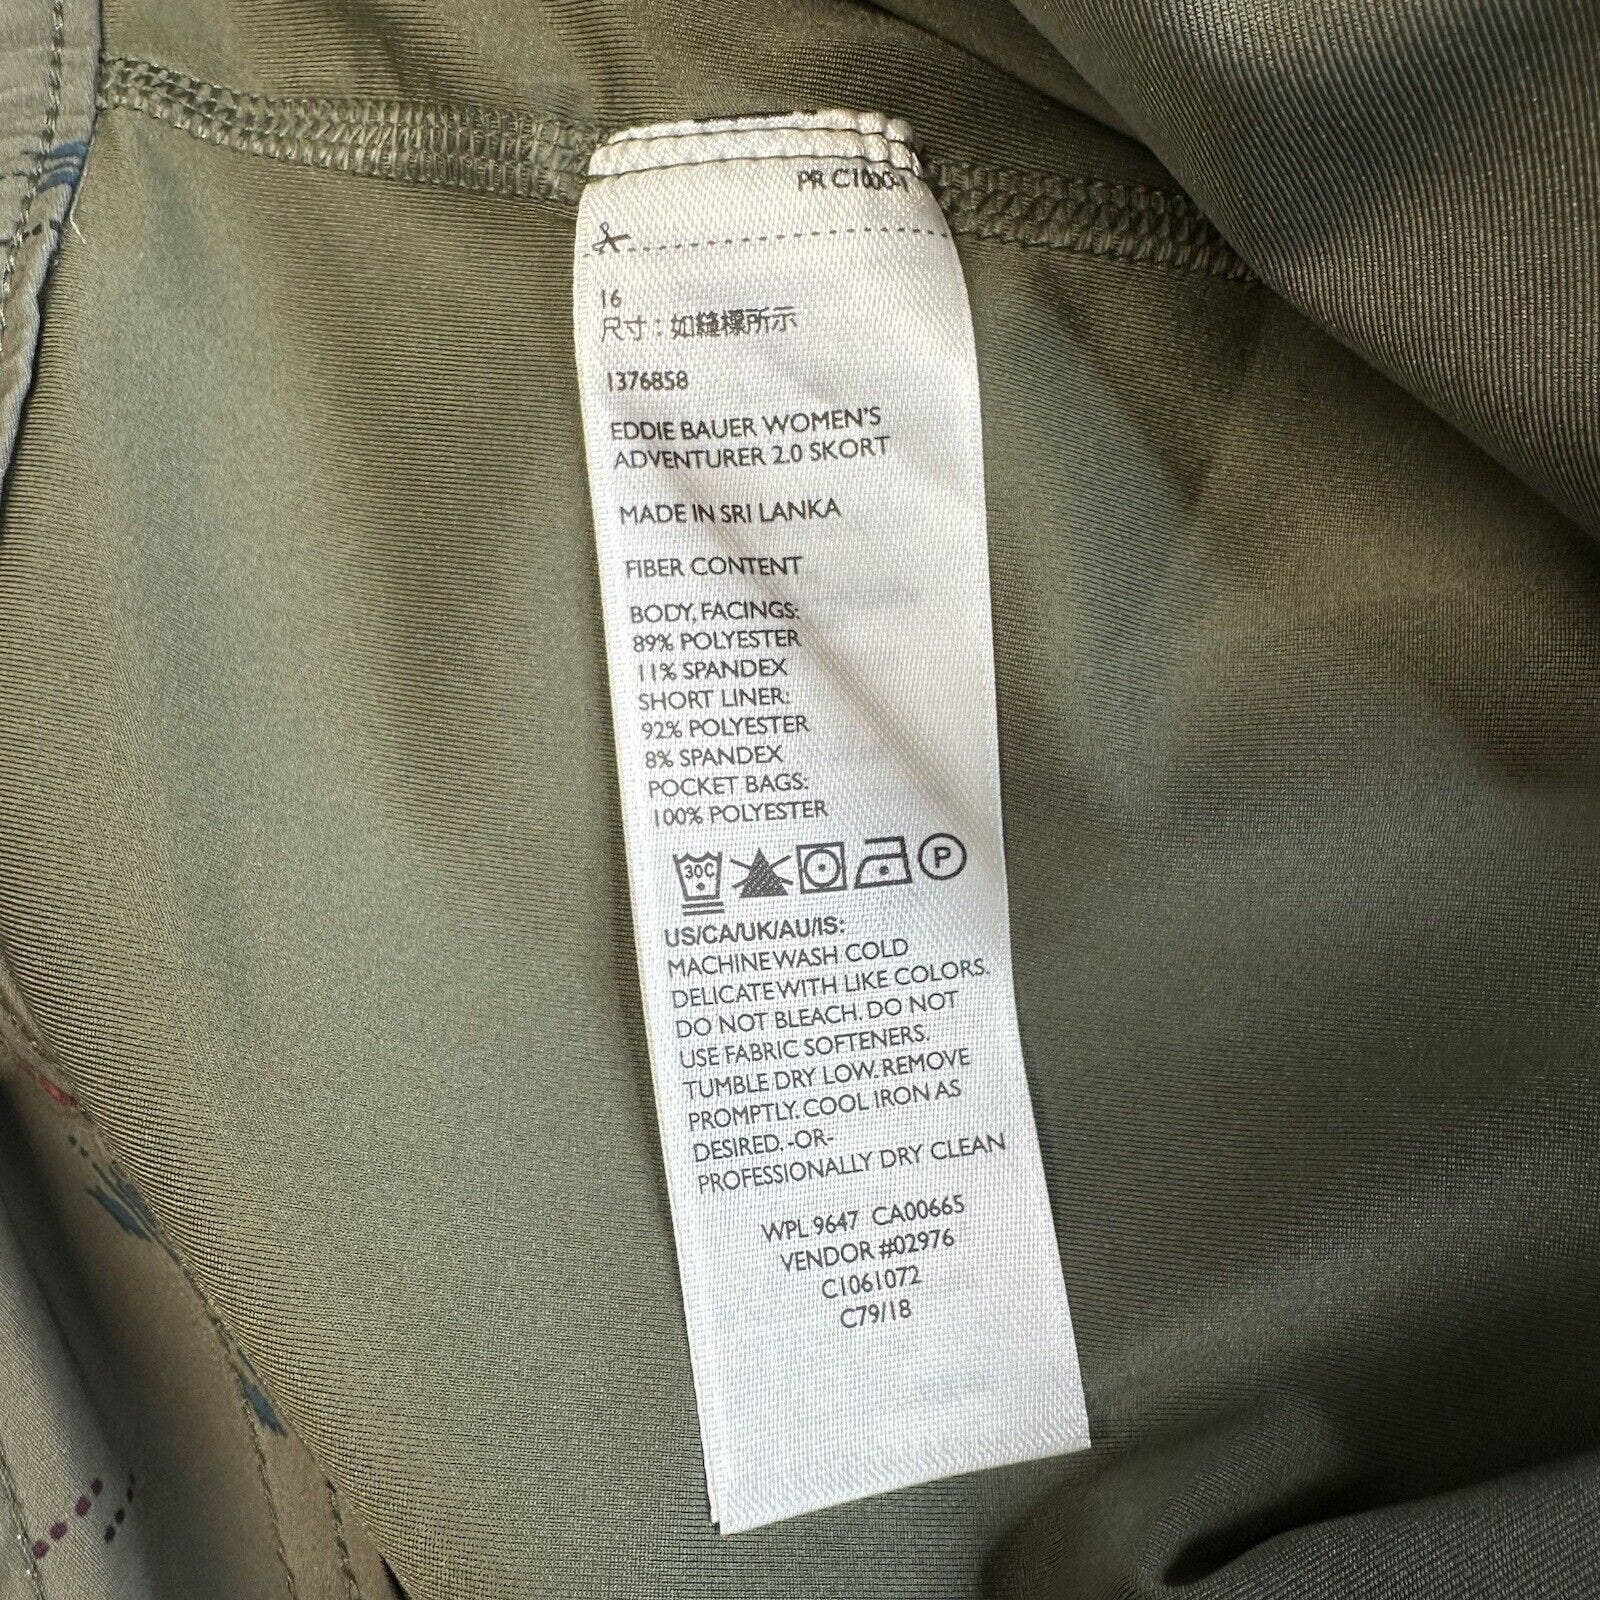 PR C1000-1
16
尺寸：如縫標所示
1376858
EDDIE BAUER WOMEN'S
ADVENTURER 2.0 SKORT
MADE IN SRI LANKA
FIBER CONTENT
BODY, FACINGS:
89% POLYESTER
11% SPANDEX
SHORT LINER:
92% POLYESTER
8% SPANDEX
POCKET BAGS:
100% POLYESTER
30C P
US/CA/UK/AU/IS:
MACHINE WASH COLD
DELICATE WITH LIKE COLORS.
DO NOT BLEACH. DO NOT
USE FABRIC SOFTENERS.
TUMBLE DRY LOW. REMOVE
PROMPTLY. COOL IRON AS
DESIRED. -OR-
PROFESSIONALLY DRY CLEAN
WPL 9647 CA00665
VENDOR #02976
C1061072
C79/18